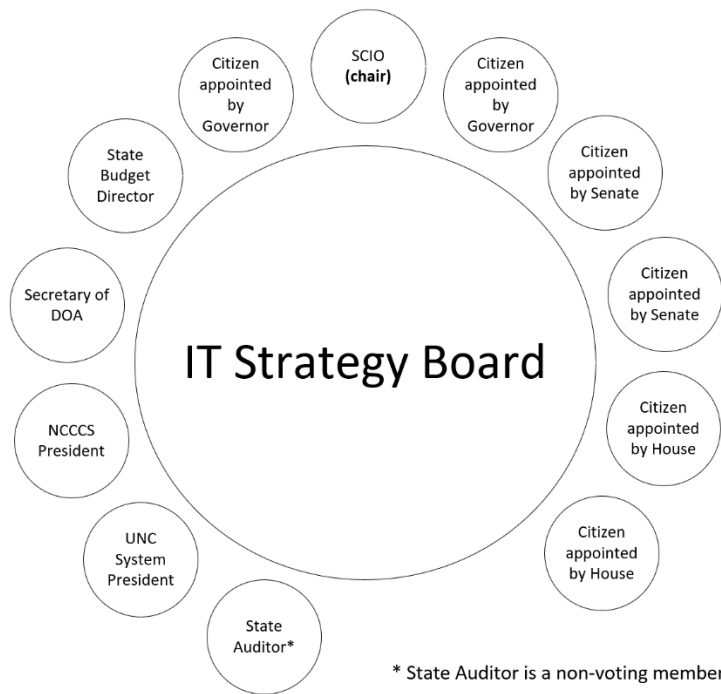 SCIO
(chair)
Citizen
appointed
by
Governor
Citizen
appointed
by Senate
Citizen
appointed
by Senate
Citizen
appointed
by House
Citizen
appointed
by House
State
Auditor*
UNC
System
President
NCCCS
President
Secretary of
DOA
State
Budget
Director
Citizen
appointed
by
Governor
IT Strategy Board
* State Auditor is a non-voting member